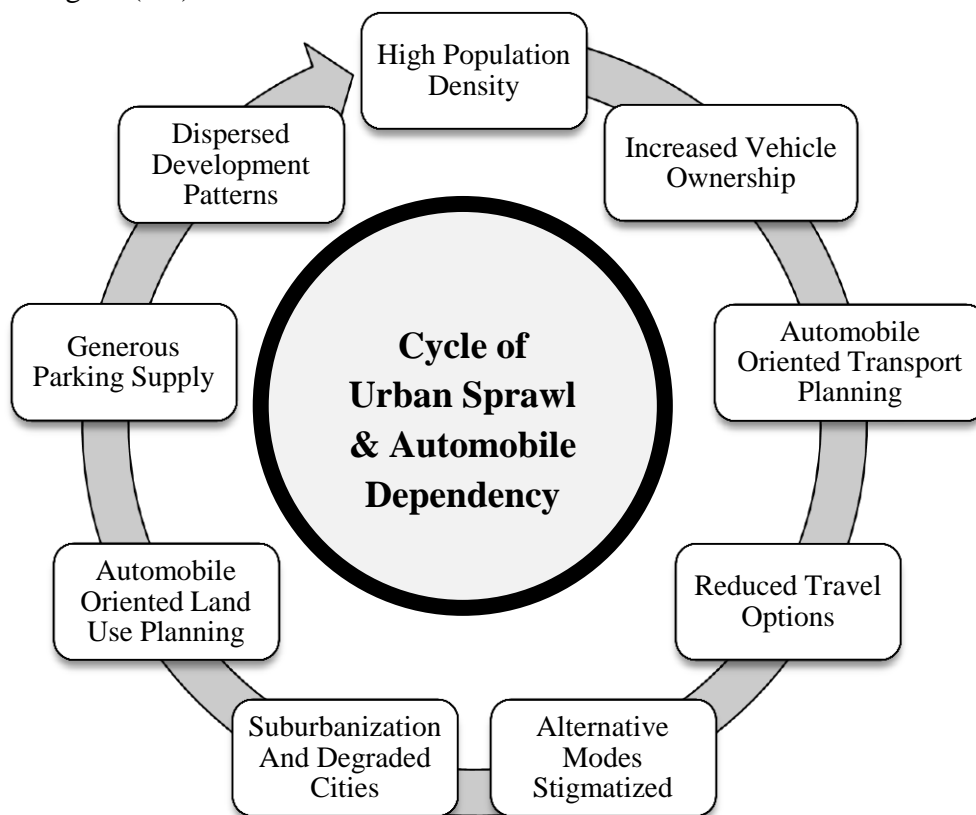 High Population
Density
Increased Vehicle
Ownership
Automobile
Oriented Transport
Planning
Reduced Travel
Options
Alternative
Modes
Stigmatized
Suburbanization
And Degraded
Cities
Automobile
Oriented Land
Use Planning
Generous
Parking Supply
Dispersed
Development
Patterns
Cycle of
Urban Sprawl
& Automobile
Dependency